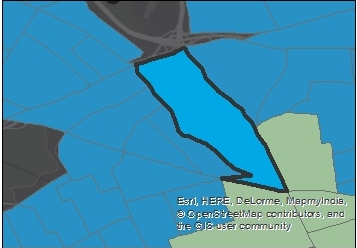 Esri, HERE, DeLorme, MapmyIndia,
© OpenStreetMap contributors, and
the GIS user community